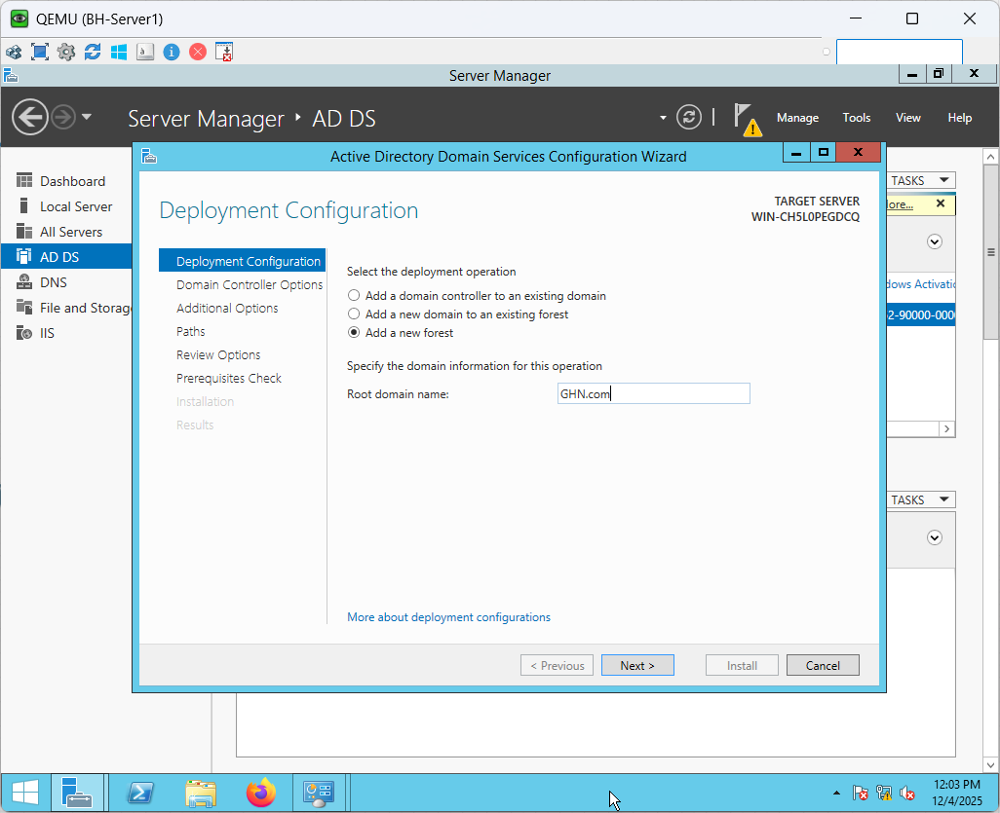 QEMU (BH-Server1)
Server Manager
Server Manager ‣ AD DS
Manage
Tools
View
Help
Active Directory Domain Services Configuration Wizard
Dashboard
Local Server
All Servers
AD DS
DNS
File and Storag
IIS
TASKS
lore...
dows Activatio
2-90000-0000
TASKS
Deployment Configuration
TARGET SERVER
WIN-CH5L0PEGDCQ
Deployment Configuration
Domain Controller Options
Additional Options
Paths
Review Options
Prerequisites Check
Installation
Results
Select the deployment operation
Add a domain controller to an existing domain
Add a new domain to an existing forest
Add a new forest
Specify the domain information for this operation
Root domain name:
GHN.com
More about deployment configurations
< Previous
Next >
Install
Cancel
12:03 PM
12/4/2025